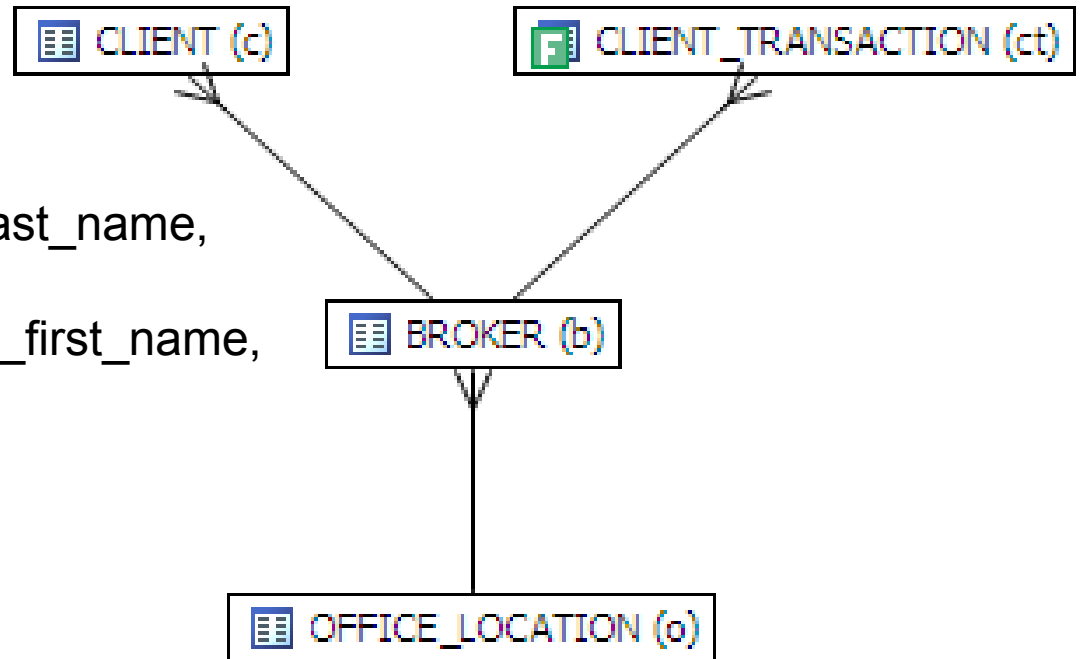 CLIENT (c)
CLIENT_TRANSACTION (ct)
ast_name,
_first_name,
BROKER (b)
OFFICE_LOCATION (o)